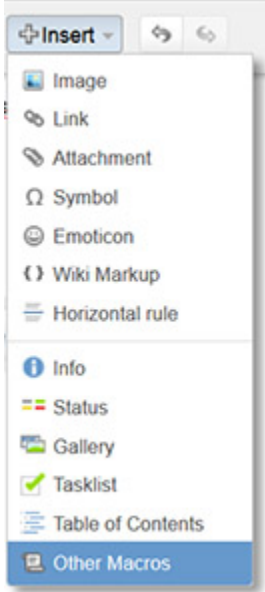 Insert
Image
Link
Attachment
Symbol
Emoticon
Wiki Markup
Horizontal rule
Info
Status
Gallery
Tasklist
Table of Contents
Other Macros